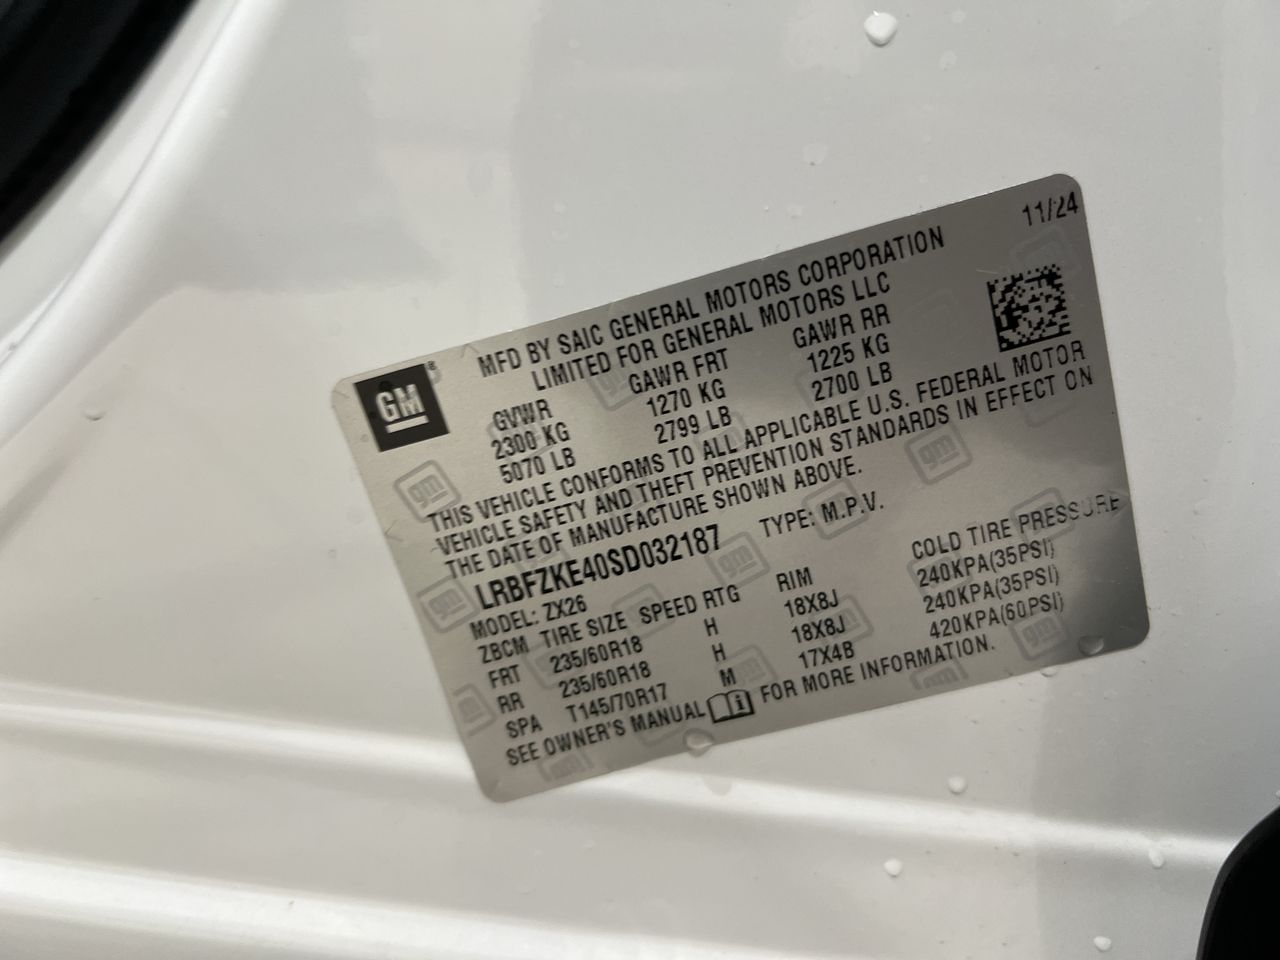 11/24
GM®
MFD BY SAIC GENERAL MOTORS CORPORATION
LIMITED FOR GENERAL MOTORS LLC
GVWR GAWR FRT GAWR RR
2300 KG 1270 KG 1225 KG
5070 LB 2799 LB 2700 LB
THIS VEHICLE CONFORMS TO ALL APPLICABLE U.S. FEDERAL MOTOR
VEHICLE SAFETY AND THEFT PREVENTION STANDARDS IN EFFECT ON
THE DATE OF MANUFACTURE SHOWN ABOVE.
LRBFZKE40SD032187 TYPE: M.P.V.
MODEL: ZX26
ZBCM TIRE SIZE SPEED RTG RIM COLD TIRE PRESSURE
FRT 235/60R18 H 18X8J 240KPA(35PSI)
RR 235/60R18 H 18X8J 240KPA(35PSI)
SPA T145/70R17 M 17X4B 420KPA(60PSI)
SEE OWNER'S MANUAL FOR MORE INFORMATION.